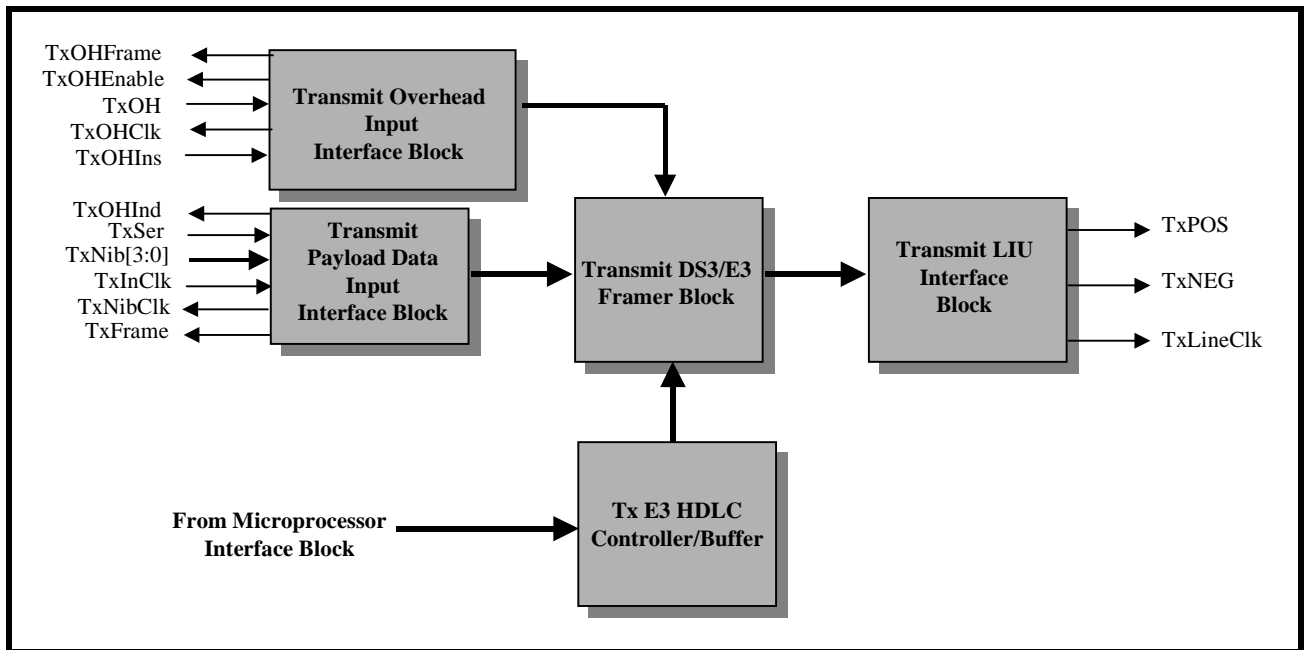 TxOHFrame
TxOHEnable
TxOH
TxOHClk
TxOHIns
Transmit Overhead
Input
Interface Block
TxOHInd
TxSer
TxNib[3:0]
TxInClk
TxNibClk
TxFrame
Transmit
Payload Data
Input
Interface Block
Transmit DS3/E3
Framer Block
Transmit LIU
Interface
Block
TxPOS
TxNEG
TxLineClk
From Microprocessor
Interface Block
Tx E3 HDLC
Controller/Buffer